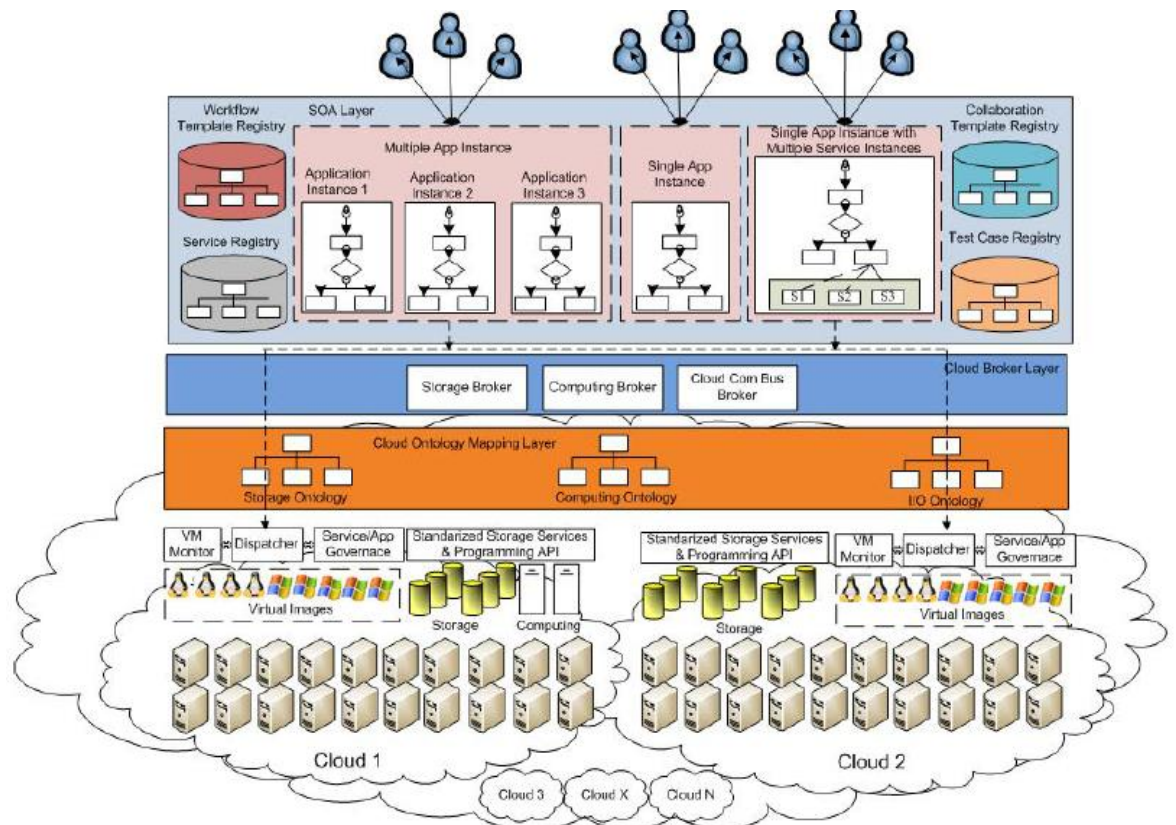 Workflow
Template Registry
SOA Layer
Collaboration
Template Registry
Multiple App Instance
Single App Instance with
Multiple Service Instances
Application
Instance 1
Application
Instance 2
Application
Instance 3
Single App
Instance
Service Registry
Test Case Registry
S1
S2
S3
Cloud Broker Layer
Storage Broker
Computing Broker
Cloud Com Bus
Broker
Cloud Ontology Mapping Layer
Storage Ontology
Computing Ontology
I/O Ontology
VM
Monitor
Dispatcher
Service/App
Governace
Standarized Storage Services
& Programming API
Virtual Images
Storage
Computing
Standarized Storage Services
& Programming API
VM
Monitor
Dispatcher
Service/App
Governace
Storage
Virtual Images
Cloud 1
Cloud 2
Cloud 3
Cloud X
Cloud N